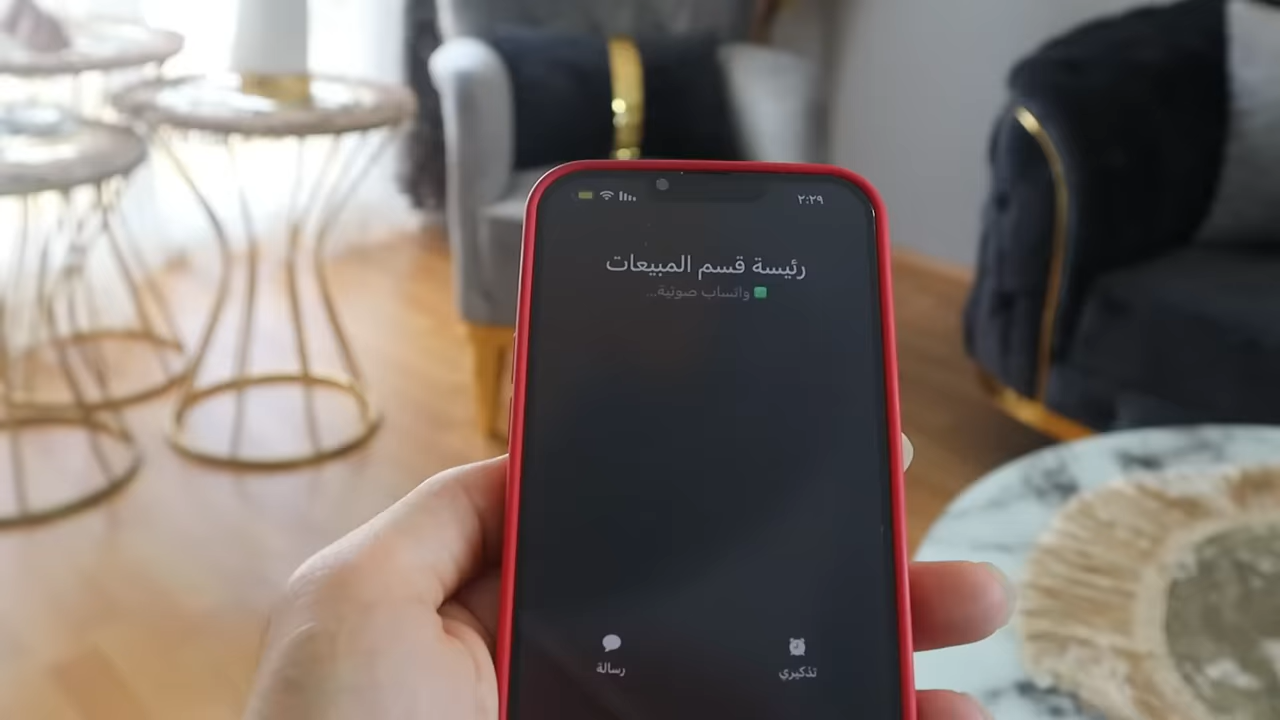 ٢:٢٩
رئيسة قسم المبيعات
واتساب صوتية...
تذكيري
رسالة